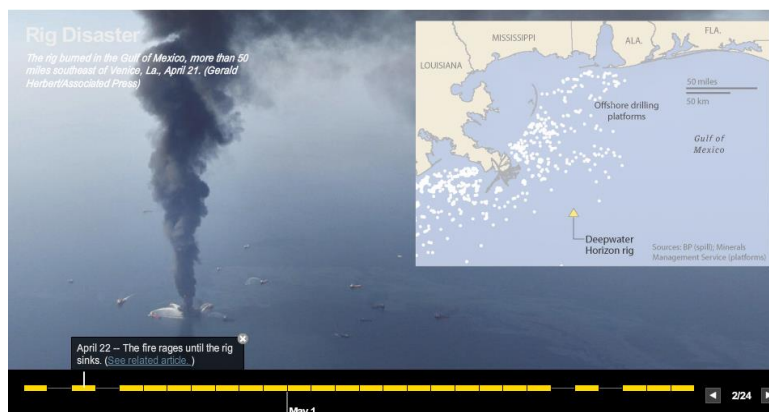 Rig Disaster
The rig burned in the Gulf of Mexico, more than 50
miles southeast of Venice, La., April 21. (Gerald
Herbert/Associated Press)
MISSISSIPPI
ALA.
FLA.
LOUISIANA
50 miles
50 km
Offshore drilling
platforms
Gulf of
Mexico
Deepwater
Horizon rig
Sources: BP (spill); Minerals
Management Service (platforms)
April 22 -- The fire rages until the rig
sinks. (See related article. )
2/24
May 1